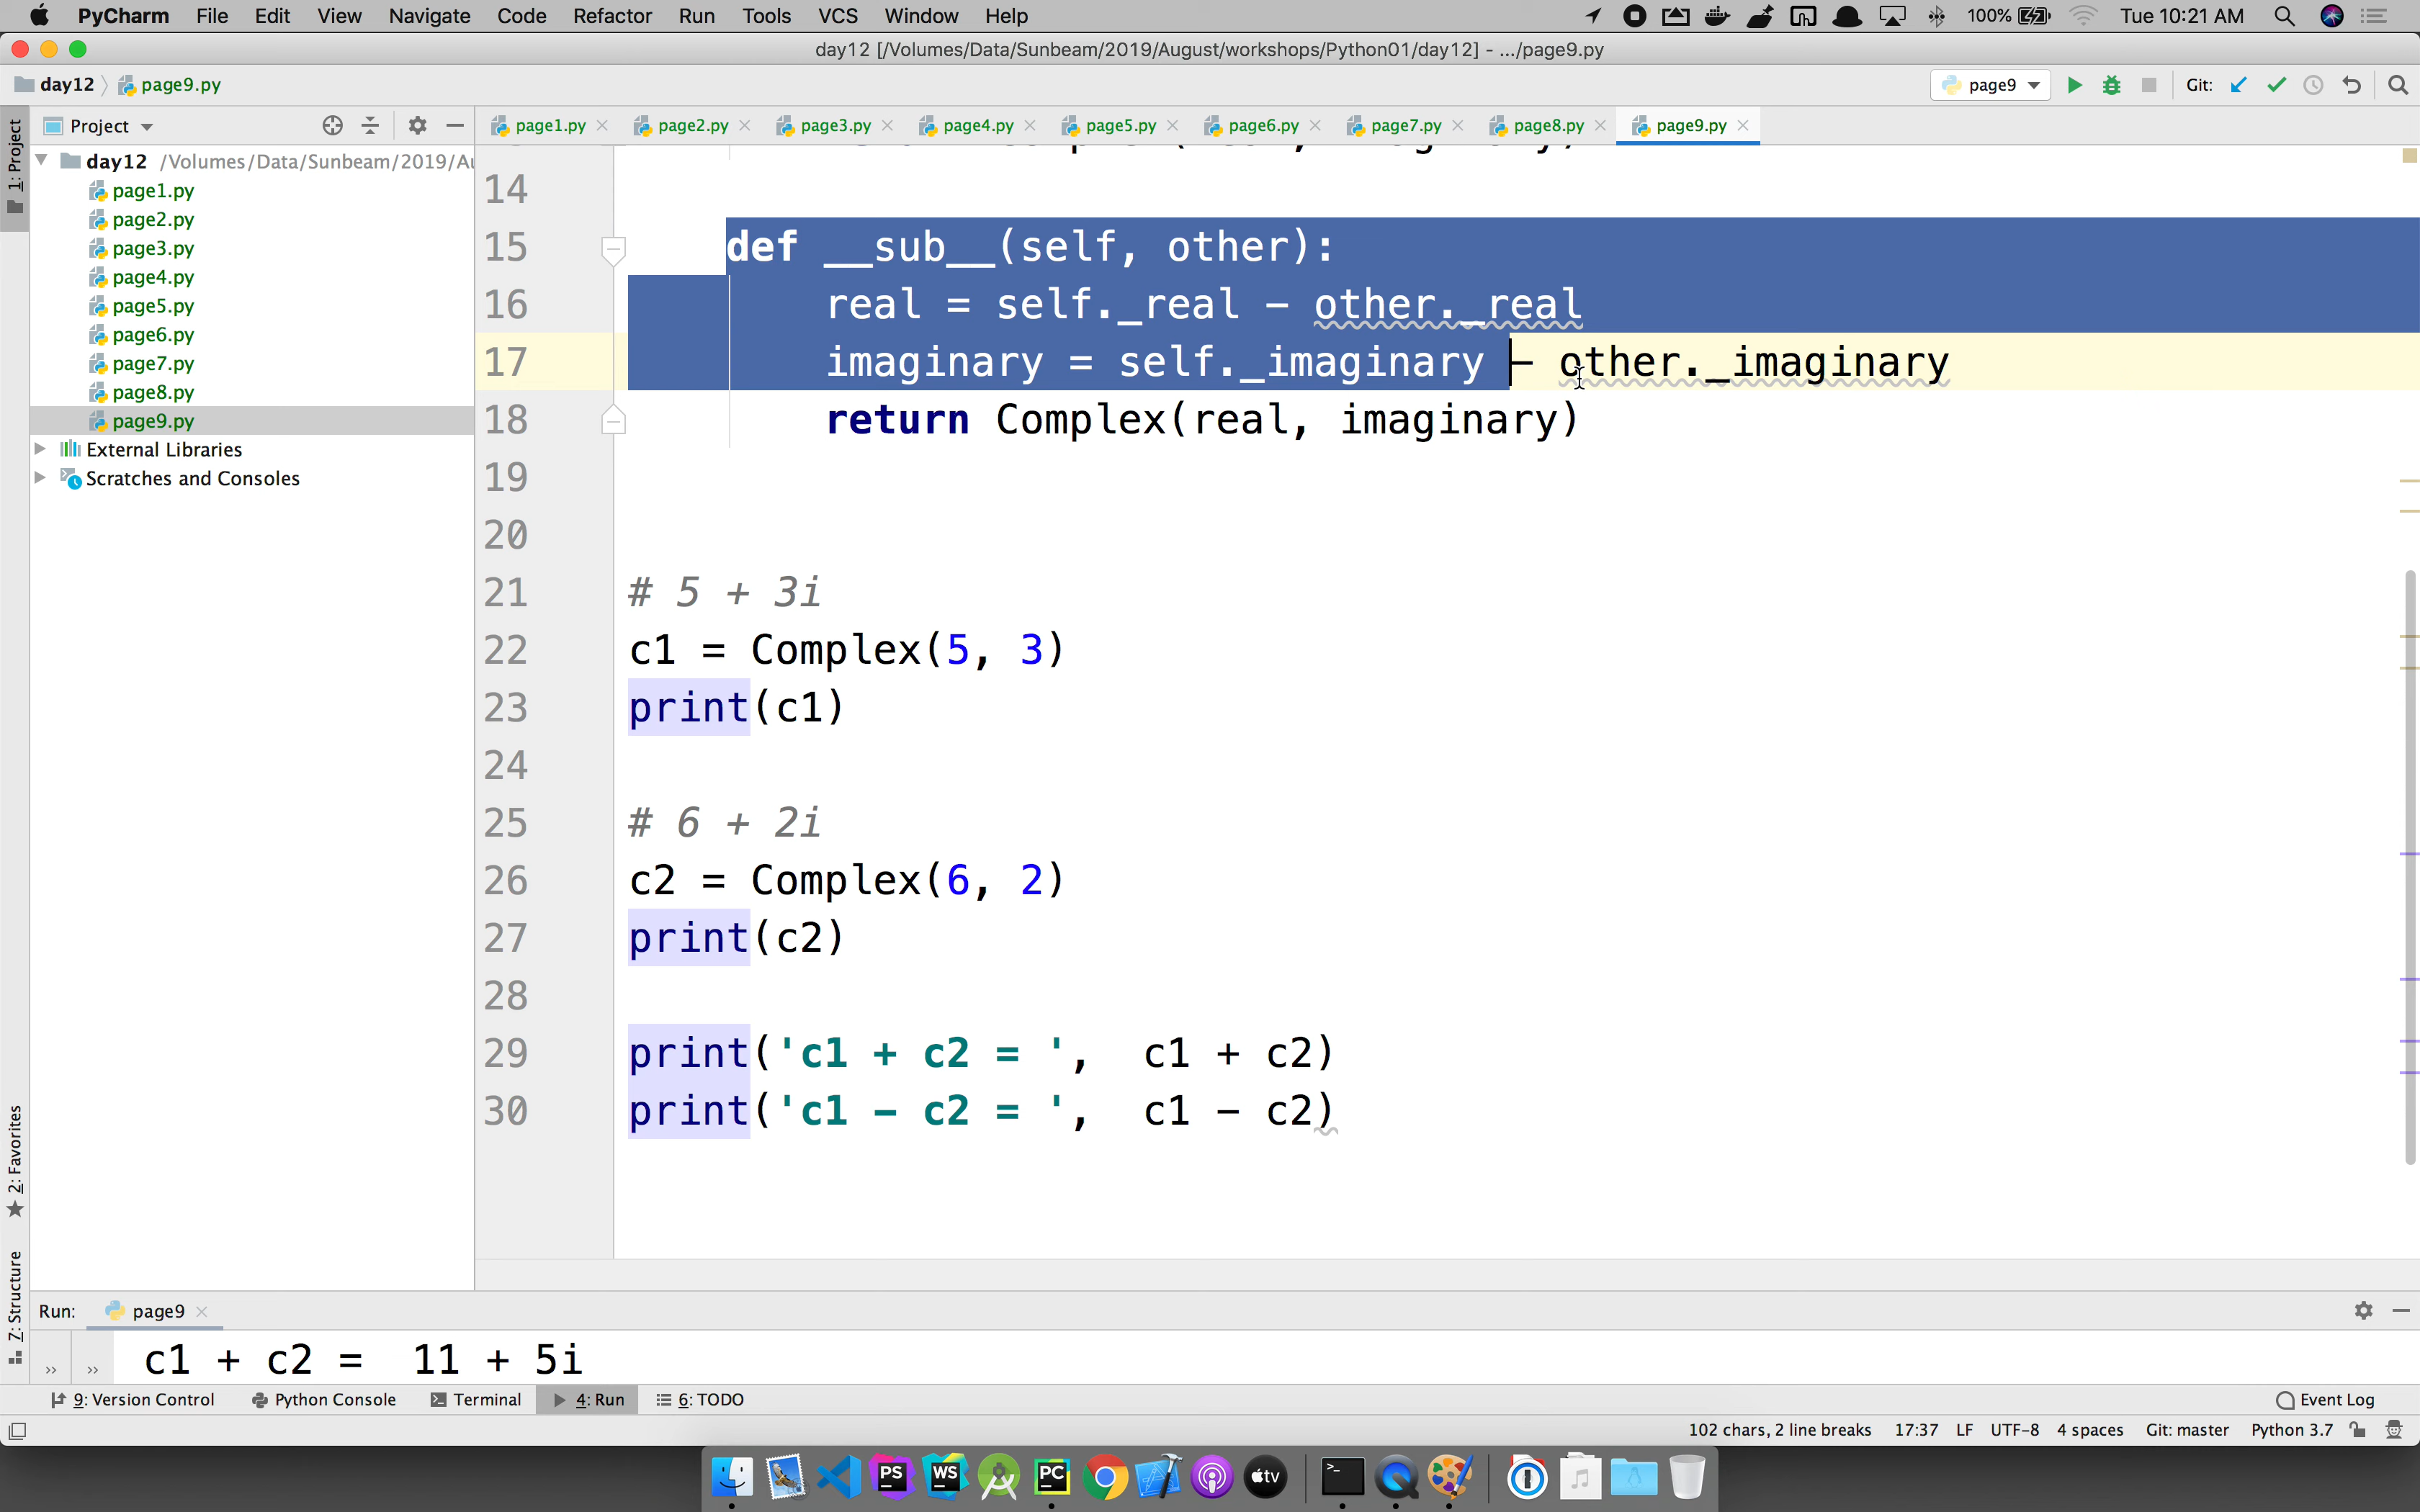 PyCharm File Edit View Navigate Code Refactor Run Tools VCS Window Help 100% Tue 10:21 AM
day12 [/Volumes/Data/Sunbeam/2019/August/workshops/Python01/day12] - .../page9.py
day12 page9.py page9 Git:
Project page1.py page2.py page3.py page4.py page5.py page6.py page7.py page8.py page9.py
1: Project
day12 /Volumes/Data/Sunbeam/2019/Au
page1.py
page2.py
page3.py
page4.py
page5.py
page6.py
page7.py
page8.py
page9.py
External Libraries
Scratches and Consoles
14
15 def __sub__(self, other):
16 real = self._real - other._real
17 imaginary = self._imaginary - other._imaginary
18 return Complex(real, imaginary)
19
20
21 # 5 + 3i
22 c1 = Complex(5, 3)
23 print(c1)
24
25 # 6 + 2i
26 c2 = Complex(6, 2)
27 print(c2)
28
29 print('c1 + c2 = ', c1 + c2)
30 print('c1 - c2 = ', c1 - c2)
2: Favorites
7: Structure
Run: page9
c1 + c2 = 11 + 5i
9: Version Control Python Console Terminal 4: Run 6: TODO Event Log
102 chars, 2 line breaks 17:37 LF UTF-8 4 spaces Git: master Python 3.7
PS WS PC tv